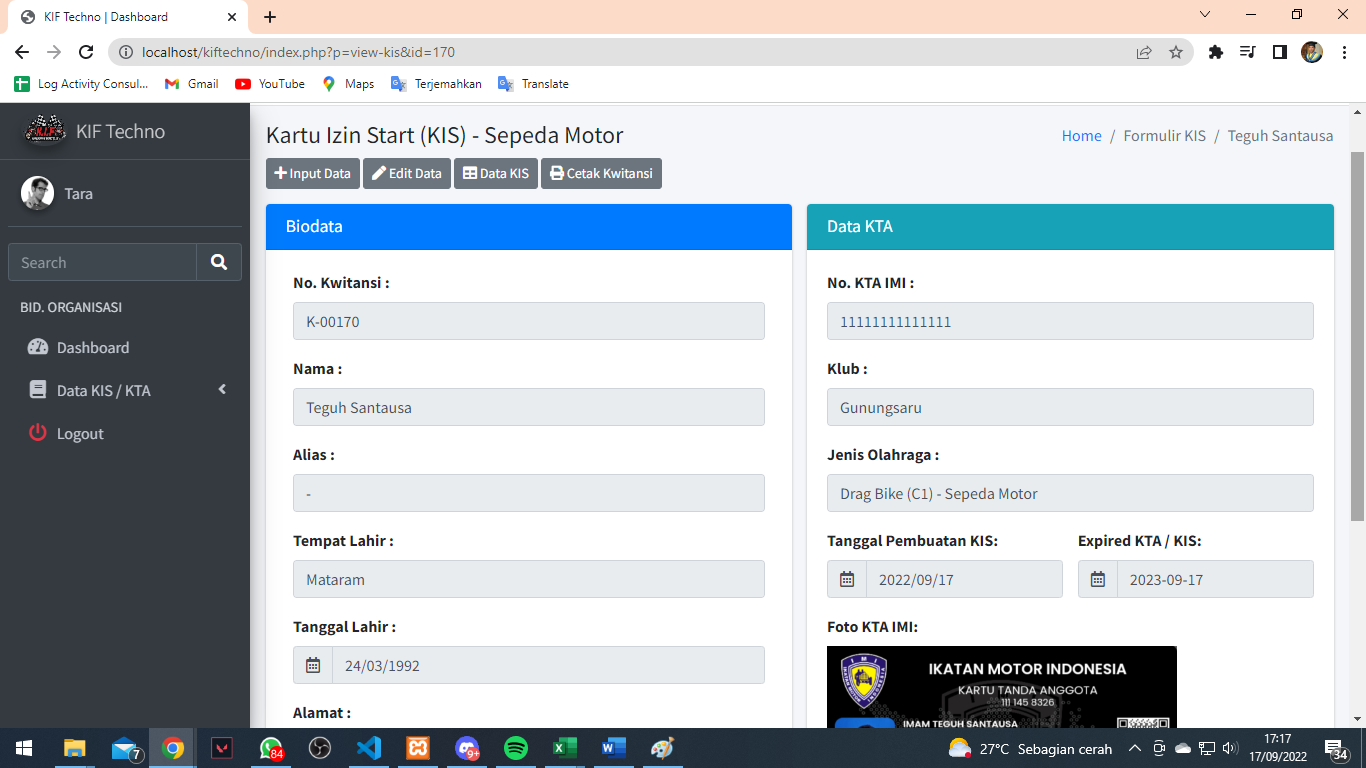 KIF Techno | Dashboard
localhost/kiftechno/index.php?p=view-kis&id=170
Log Activity Consul...
Gmail
YouTube
Maps
Terjemahkan
Translate
KIF Techno
Tara
Search
BID. ORGANISASI
Dashboard
Data KIS / KTA
Logout
Kartu Izin Start (KIS) - Sepeda Motor
Home / Formulir KIS / Teguh Santausa
Input Data
Edit Data
Data KIS
Cetak Kwitansi
Biodata
No. Kwitansi :
K-00170
Nama :
Teguh Santausa
Alias :
-
Tempat Lahir :
Mataram
Tanggal Lahir :
24/03/1992
Alamat :
Data KTA
No. KTA IMI :
11111111111111
Klub :
Gunungsaru
Jenis Olahraga :
Drag Bike (C1) - Sepeda Motor
Tanggal Pembuatan KIS:
2022/09/17
Expired KTA / KIS:
2023-09-17
Foto KTA IMI:
IKATAN MOTOR INDONESIA
KARTU TANDA ANGGOTA
111 145 8326
IMAM TEGUH SANTAUSA
7
84
9+
27°C Sebagian cerah
17:17
17/09/2022
34